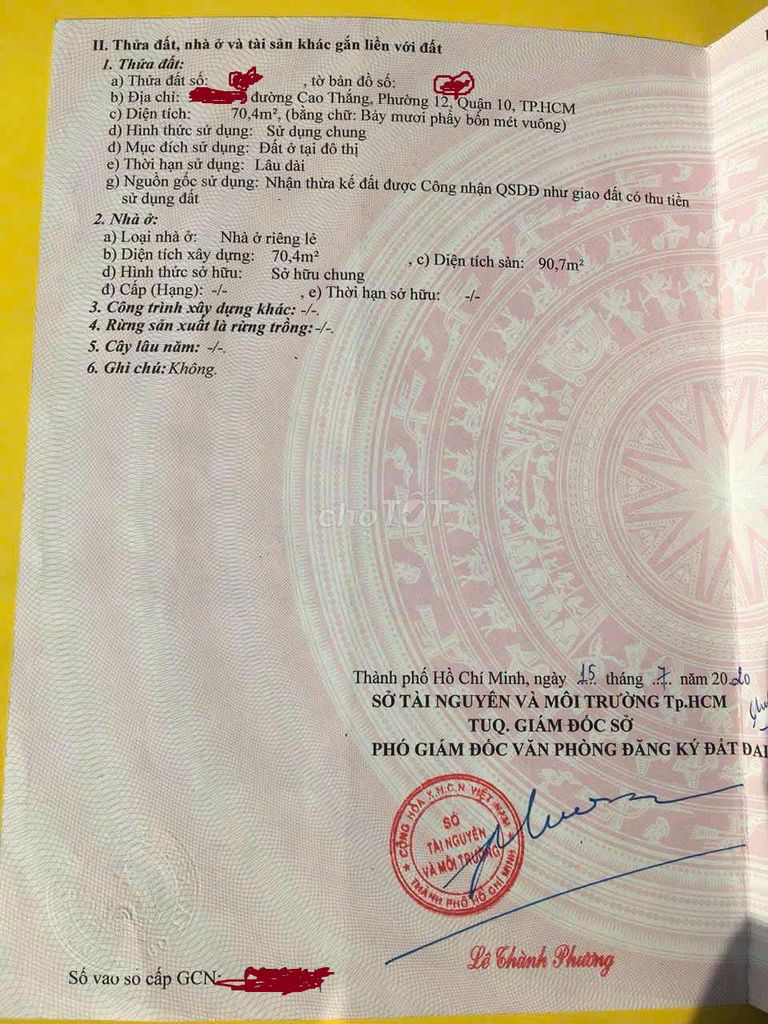 II. Thửa đất, nhà ở và tài sản khác gắn liền với đất
1. Thửa đất:
a) Thửa đất số: , tờ bản đồ số:
b) Địa chỉ: đường Cao Thắng, Phường 12, Quận 10, TP.HCM
c) Diện tích: 70,4m², (bằng chữ: Bảy mươi phẩy bốn mét vuông)
d) Hình thức sử dụng: Sử dụng chung
đ) Mục đích sử dụng: Đất ở tại đô thị
e) Thời hạn sử dụng: Lâu dài
g) Nguồn gốc sử dụng: Nhận thừa kế đất được Công nhận QSDĐ như giao đất có thu tiền
sử dụng đất
2. Nhà ở:
a) Loại nhà ở: Nhà ở riêng lẻ
b) Diện tích xây dựng: 70,4m² , c) Diện tích sàn: 90,7m²
d) Hình thức sở hữu: Sở hữu chung
đ) Cấp (Hạng): -/- , e) Thời hạn sở hữu: -/-
3. Công trình xây dựng khác: -/-.
4. Rừng sản xuất là rừng trồng:-/-.
5. Cây lâu năm: -/-.
6. Ghi chú: Không.
chợTỐT
Thành phố Hồ Chí Minh, ngày 15 tháng 7 năm 2020
SỞ TÀI NGUYÊN VÀ MÔI TRƯỜNG Tp.HCM
TUQ. GIÁM ĐỐC SỞ
PHÓ GIÁM ĐỐC VĂN PHÒNG ĐĂNG KÝ ĐẤT ĐAI
CỘNG HÒA X.H.C.N VIỆT NAM
SỞ
TÀI NGUYÊN
VÀ MÔI TRƯỜNG
THÀNH PHỐ HỒ CHÍ MINH
Lê Thành Phương
Số vào sổ cấp GCN: